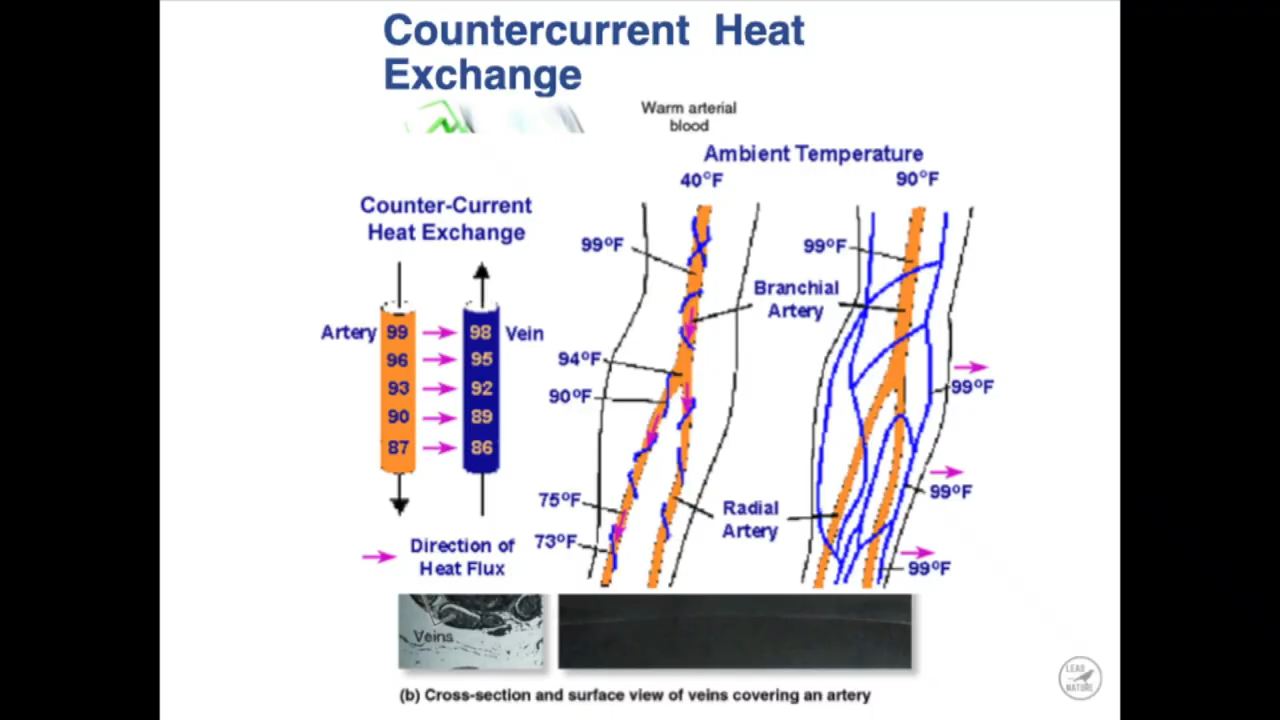 Countercurrent Heat
Exchange
Warm arterial
blood
Ambient Temperature
40°F
90°F
Counter-Current
Heat Exchange
Artery
99
98
Vein
96
95
93
92
90
89
87
86
Direction of
Heat Flux
99°F
94°F
90°F
75°F
73°F
Branchial
Artery
Radial
Artery
99°F
99°F
99°F
99°F
Veins
(b) Cross-section and surface view of veins covering an artery
LEAD
NATURE